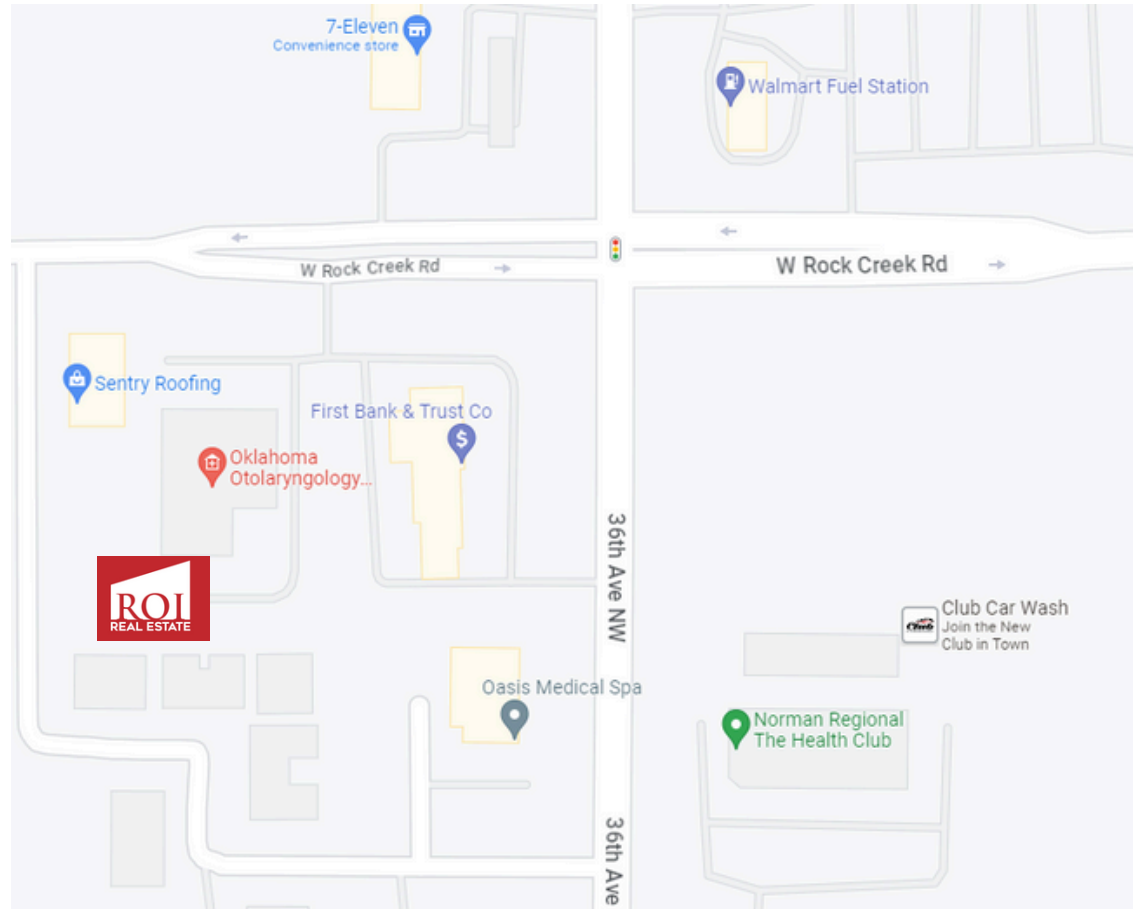 7-Eleven
Convenience store
Walmart Fuel Station
W Rock Creek Rd
W Rock Creek Rd
Sentry Roofing
First Bank & Trust Co
$
Oklahoma
Otolaryngology...
36th Ave NW
ROI
REAL ESTATE
Club
Club Car Wash
Join the New
Club in Town
Oasis Medical Spa
Norman Regional
The Health Club
36th Ave